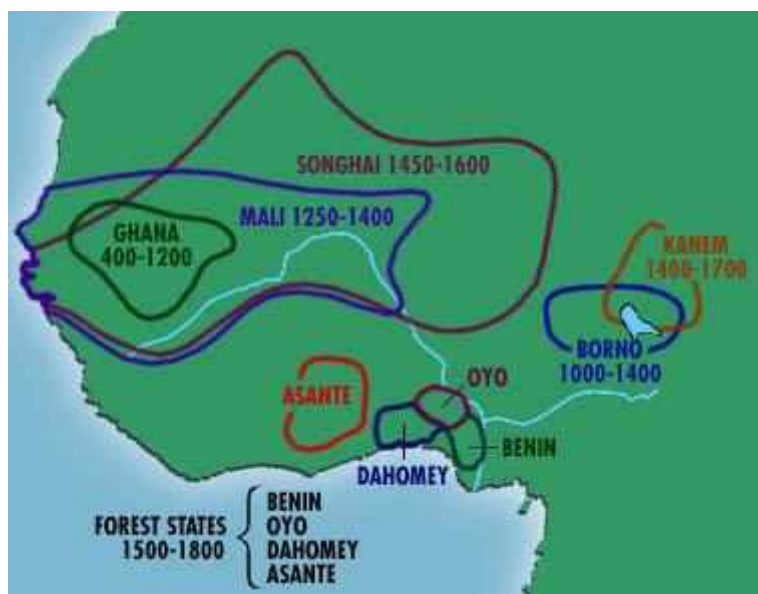 SONGHAI 1450-1600
MALI 1250-1400
GHANA
400-1200
KANEM
1400-1700
BORNO
1000-1400
OYO
ASANTE
BENIN
DAHOMEY
FOREST STATES
1500-1800
BENIN
OYO
DAHOMEY
ASANTE